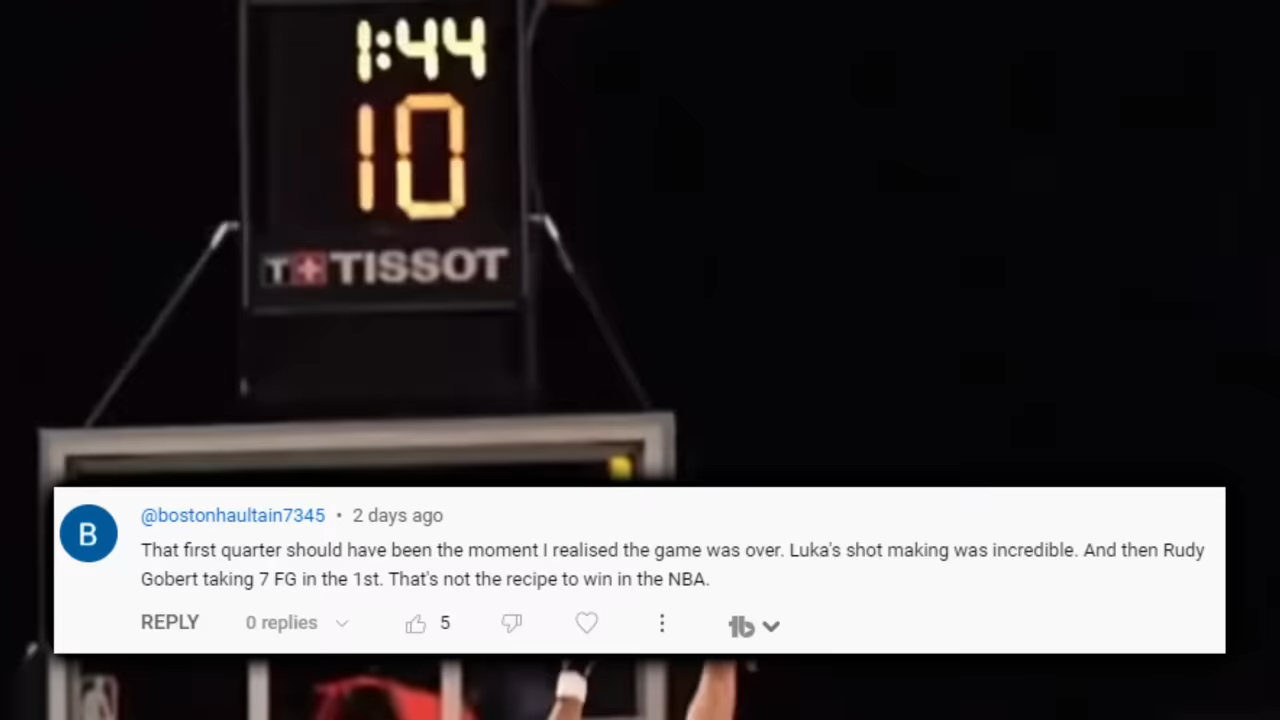 1:44
10
T+ TISSOT
B
@bostonhaultain7345 • 2 days ago
That first quarter should have been the moment I realised the game was over. Luka's shot making was incredible. And then Rudy
Gobert taking 7 FG in the 1st. That's not the recipe to win in the NBA.
REPLY 0 replies 5 tb